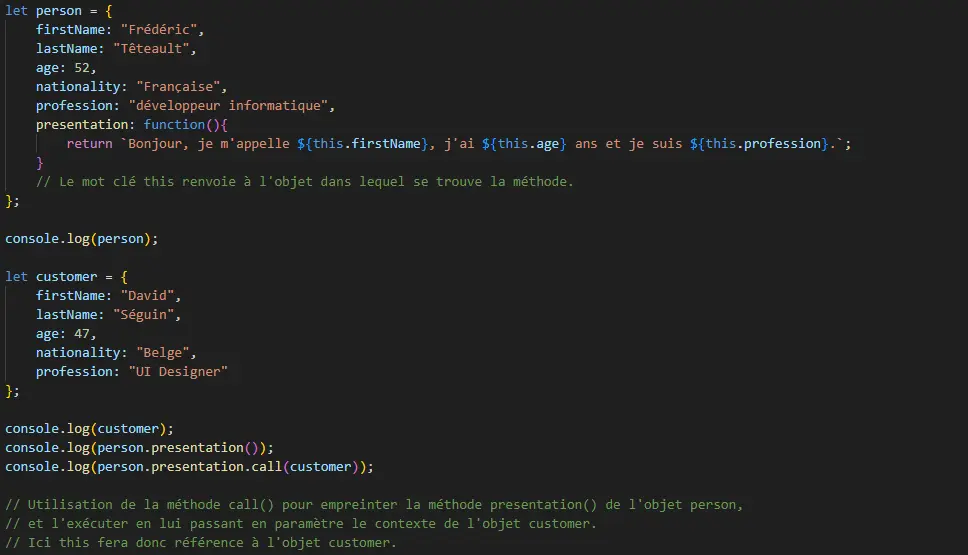 let person = {
    firstName: "Frédéric",
    lastName: "Têteault",
    age: 52,
    nationality: "Française",
    profession: "développeur informatique",
    presentation: function(){
        return `Bonjour, je m'appelle ${this.firstName}, j'ai ${this.age} ans et je suis ${this.profession}.`;
    }
    // Le mot clé this renvoie à l'objet dans lequel se trouve la méthode.
};
console.log(person);
let customer = {
    firstName: "David",
    lastName: "Séguin",
    age: 47,
    nationality: "Belge",
    profession: "UI Designer"
};
console.log(customer);
console.log(person.presentation());
console.log(person.presentation.call(customer));
// Utilisation de la méthode call() pour empreinter la méthode presentation() de l'objet person,
// et l'exécuter en lui passant en paramètre le contexte de l'objet customer.
// Ici this fera donc référence à l'objet customer.